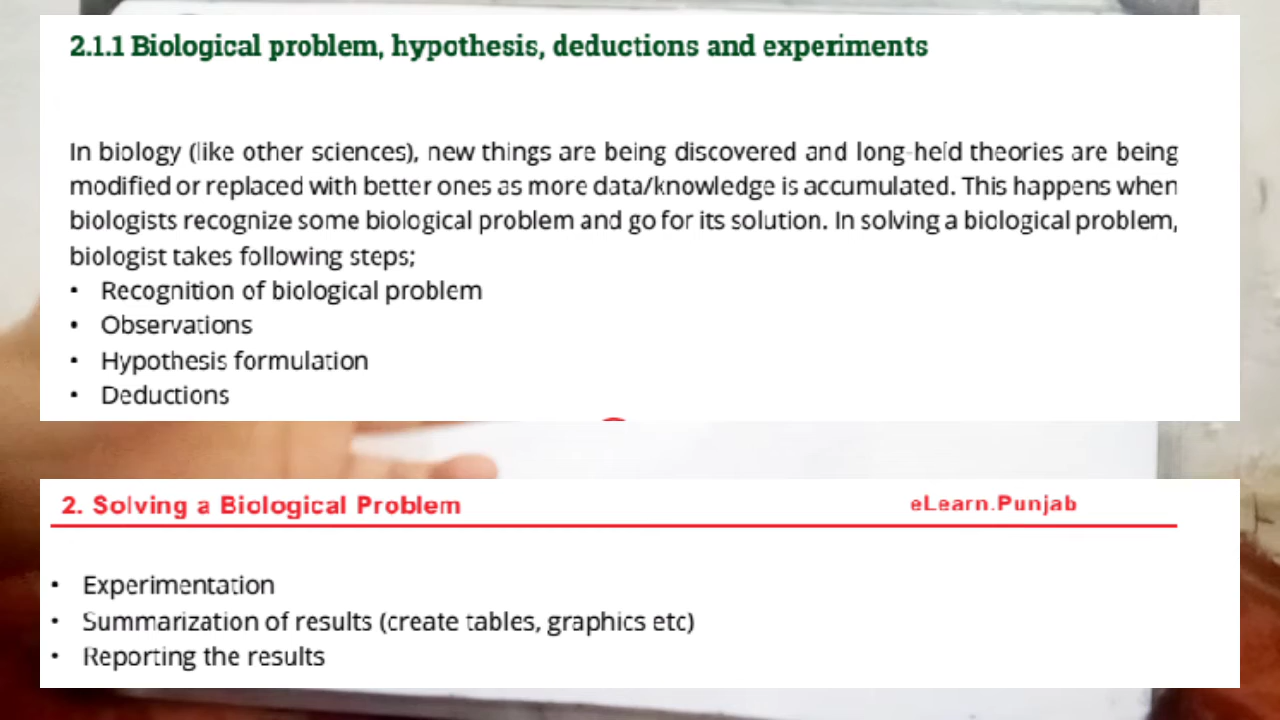 2.1.1 Biological problem, hypothesis, deductions and experiments
In biology (like other sciences), new things are being discovered and long-held theories are being
modified or replaced with better ones as more data/knowledge is accumulated. This happens when
biologists recognize some biological problem and go for its solution. In solving a biological problem,
biologist takes following steps;
• Recognition of biological problem
• Observations
• Hypothesis formulation
• Deductions
2. Solving a Biological Problem eLearn.Punjab
• Experimentation
• Summarization of results (create tables, graphics etc)
• Reporting the results